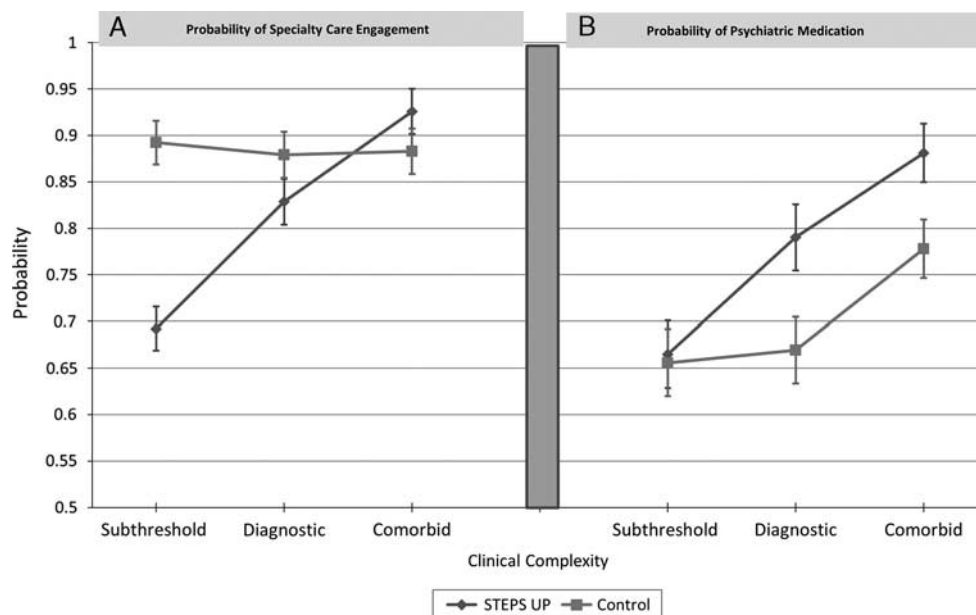 A
Probability of Specialty Care Engagement
B
Probability of Psychiatric Medication
1
0.95
0.9
0.85
0.8
0.75
0.7
0.65
0.6
0.55
0.5
Probability
Subthreshold Diagnostic Comorbid Subthreshold Diagnostic Comorbid
Clinical Complexity
STEPS UP Control